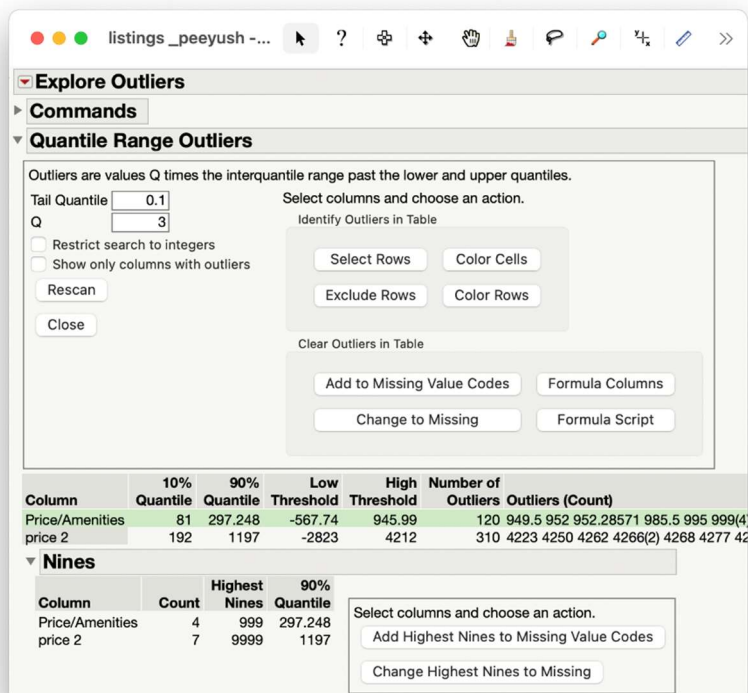 listings _peeyush -...
Explore Outliers
Commands
Quantile Range Outliers
Outliers are values Q times the interquantile range past the lower and upper quantiles.
Tail Quantile 0.1
Q 3
Restrict search to integers
Show only columns with outliers
Rescan
Close
Select columns and choose an action.
Identify Outliers in Table
Select Rows Color Cells
Exclude Rows Color Rows
Clear Outliers in Table
Add to Missing Value Codes Formula Columns
Change to Missing Formula Script
10% 90% Low High Number of
Column Quantile Quantile Threshold Threshold Outliers Outliers (Count)
Price/Amenities 81 297.248 -567.74 945.99 120 949.5 952 952.28571 985.5 995 999(4)
price 2 192 1197 -2823 4212 310 4223 4250 4262 4266(2) 4268 4277 42
Nines
Highest 90%
Column Count Nines Quantile
Price/Amenities 4 999 297.248
price 2 7 9999 1197
Select columns and choose an action.
Add Highest Nines to Missing Value Codes
Change Highest Nines to Missing